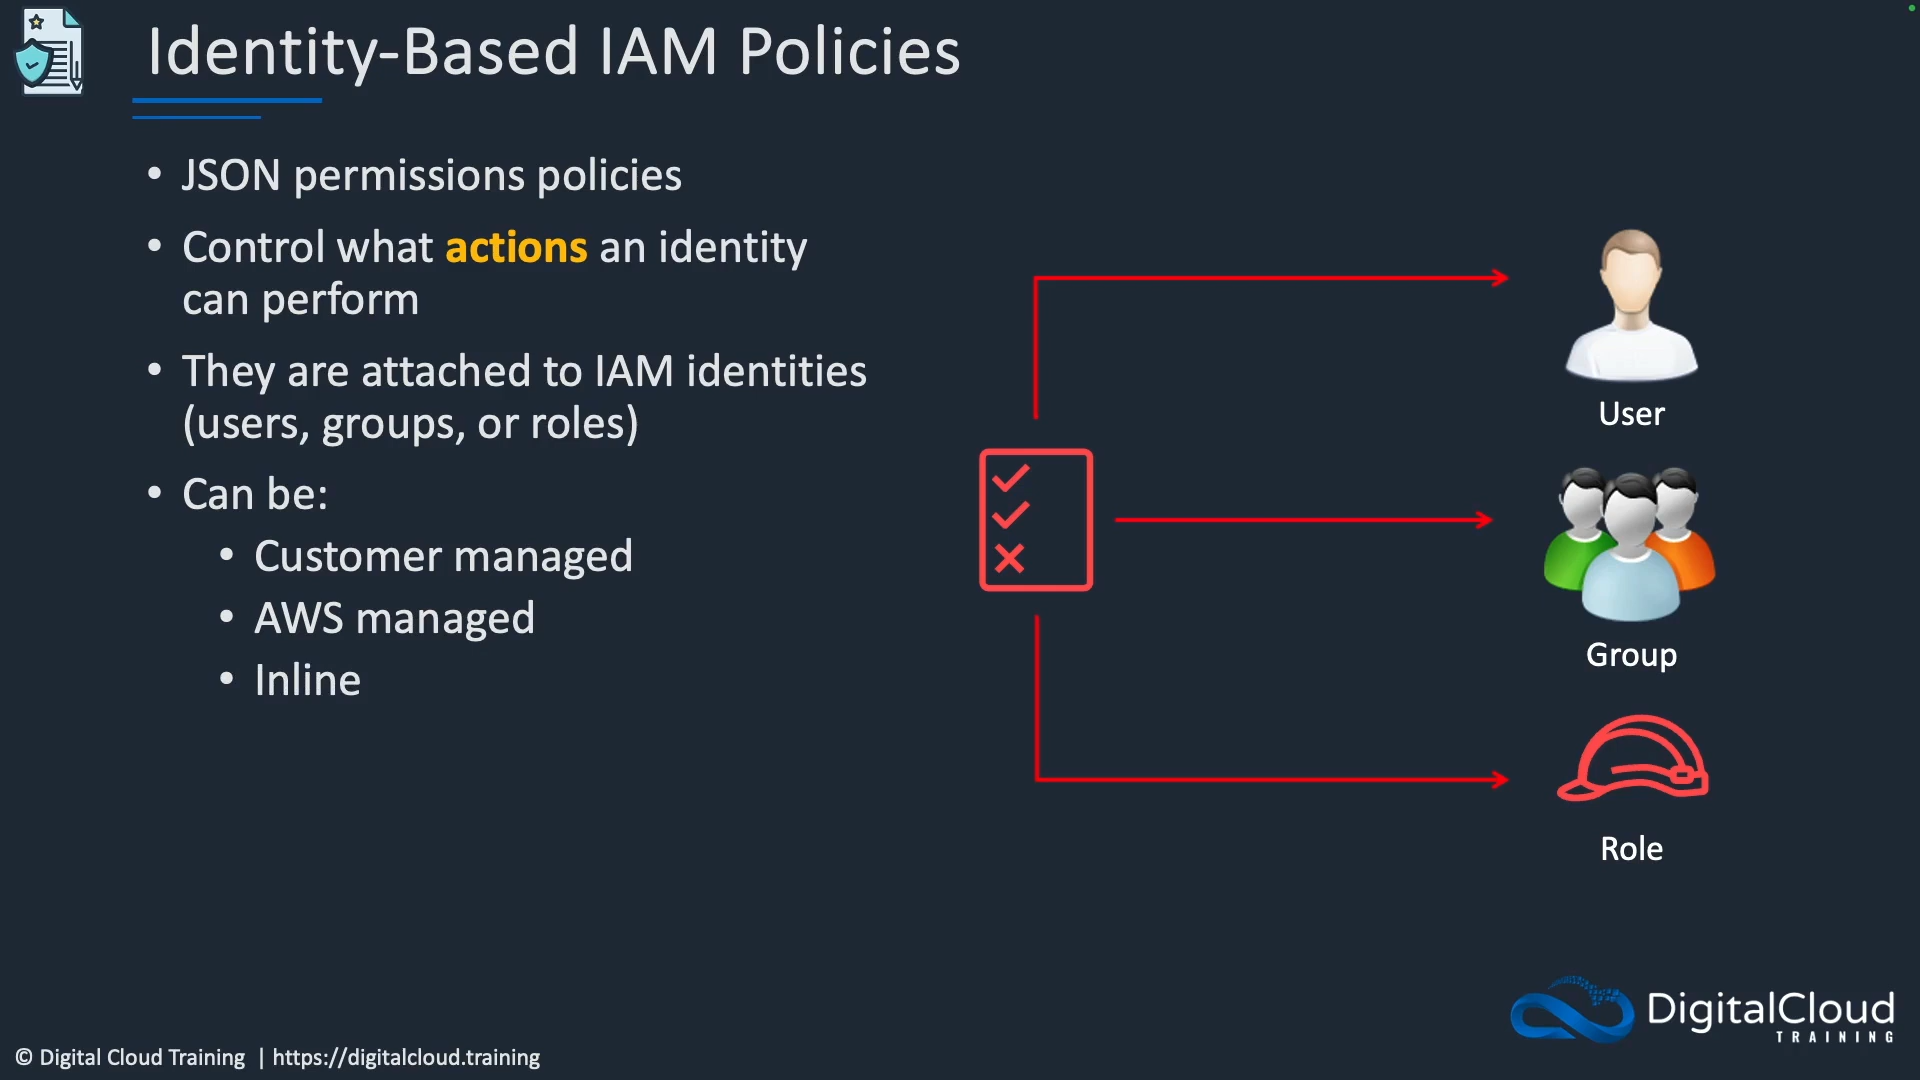 Identity-Based IAM Policies
• JSON permissions policies
• Control what actions an identity
can perform
• They are attached to IAM identities
(users, groups, or roles)
• Can be:
• Customer managed
• AWS managed
• Inline
User
Group
Role
DigitalCloud
TRAINING
© Digital Cloud Training | https://digitalcloud.training